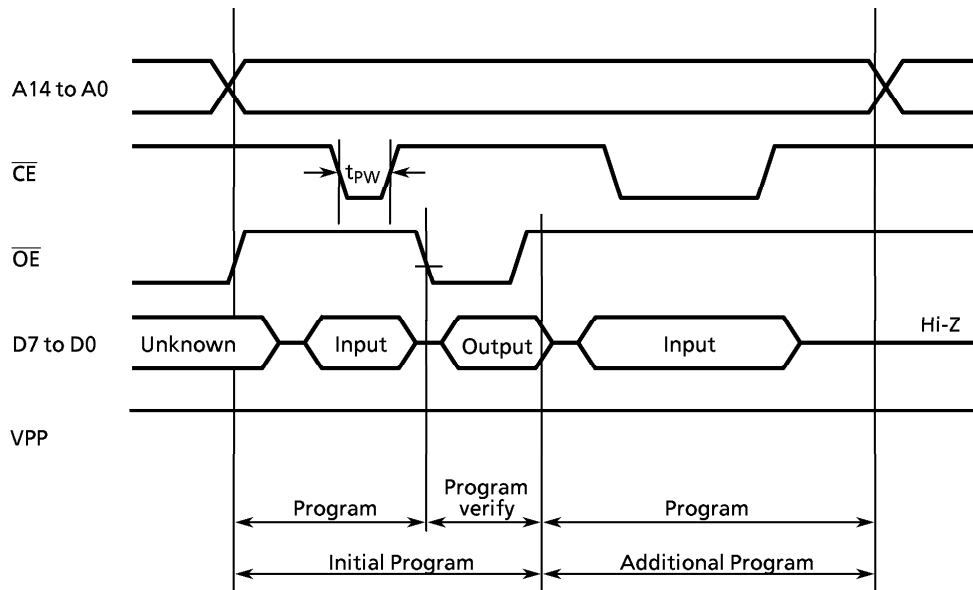 A14 to A0
CE
tPW
OE
D7 to D0
Unknown
Input
Output
Input
Hi-Z
VPP
Program
Program
verify
Program
Initial Program
Additional Program